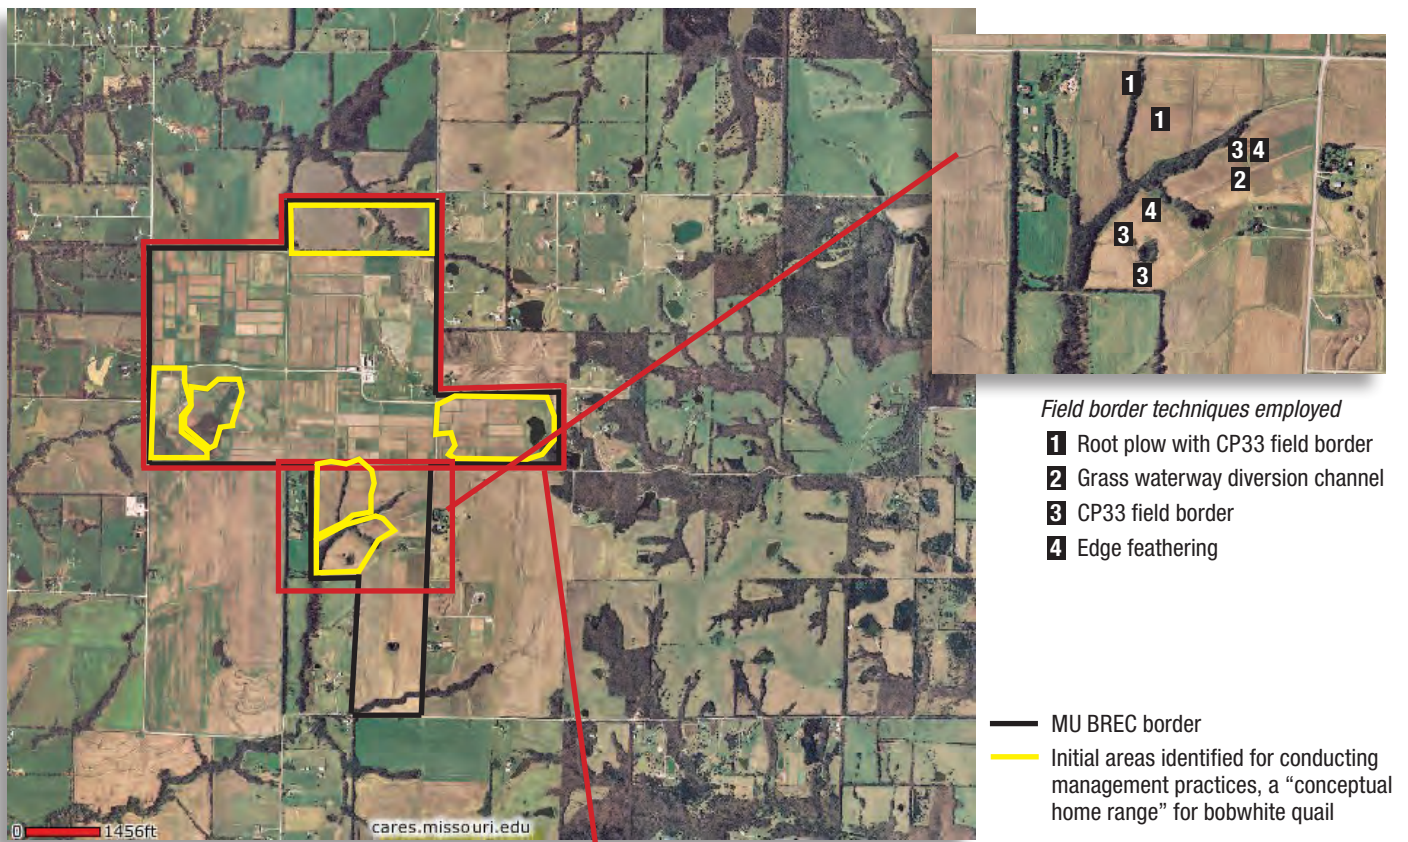 1
1
3 4
2
4
3
3
Field border techniques employed
1 Root plow with CP33 field border
2 Grass waterway diversion channel
3 CP33 field border
4 Edge feathering
MU BREC border
Initial areas identified for conducting
management practices, a “conceptual
home range” for bobwhite quail
0 1456ft
cares.missouri.edu